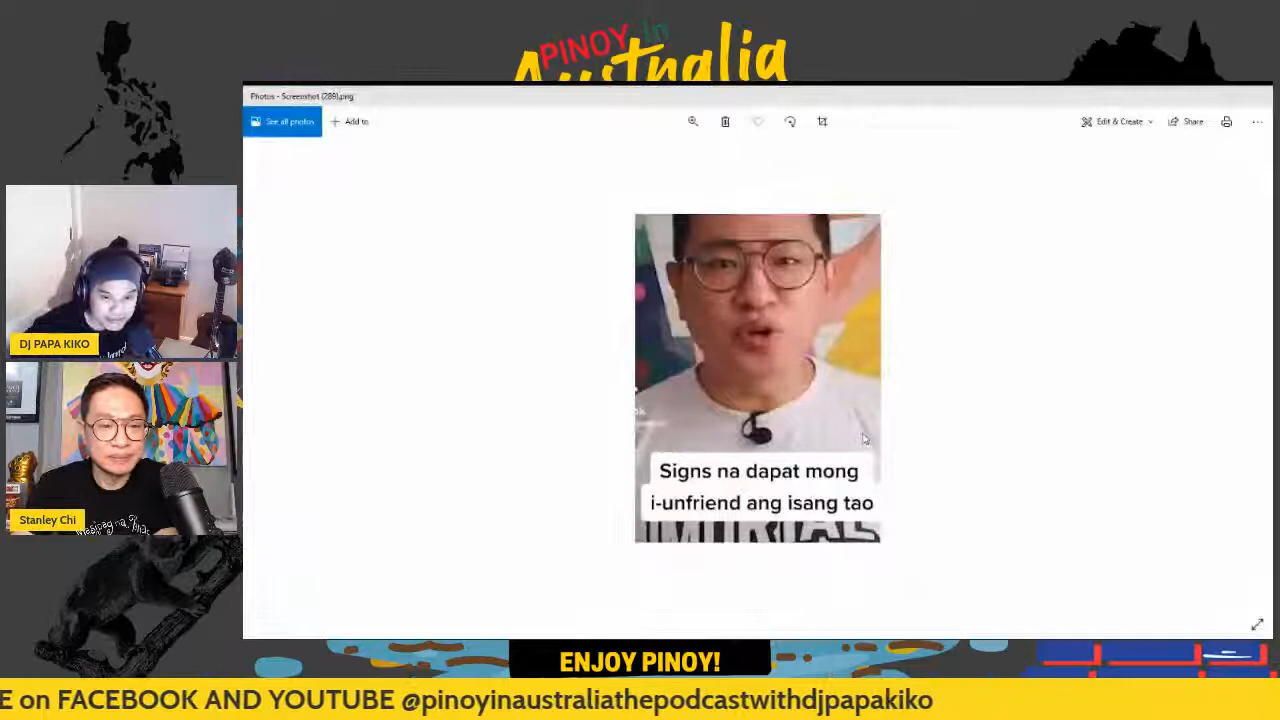 PINOY in
Australia
Photos - Screenshot (289).png
See all photos
Add to
Edit & Create
Share
DJ PAPA KIKO
Stanley Chi
Signs na dapat mong
i-unfriend ang isang tao
ENJOY PINOY!
E on FACEBOOK AND YOUTUBE @pinoyinaustraliathepodcastwithdjpapakiko